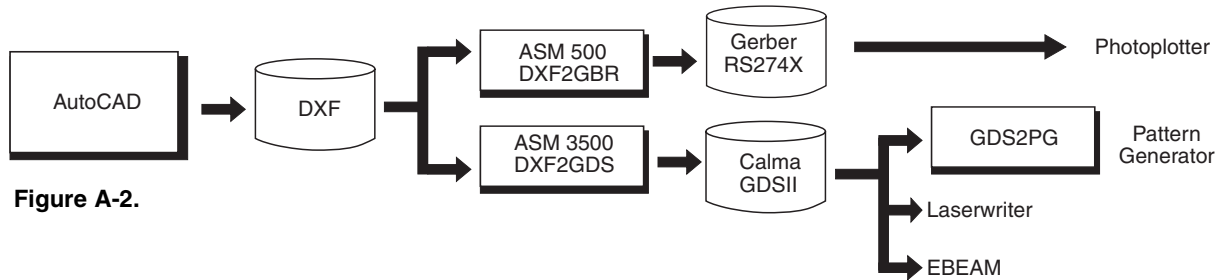 AutoCAD
DXF
ASM 500
DXF2GBR
Gerber
RS274X
Photoplotter
ASM 3500
DXF2GDS
Calma
GDSII
GDS2PG
Pattern
Generator
Laserwriter
EBEAM
Figure A-2.